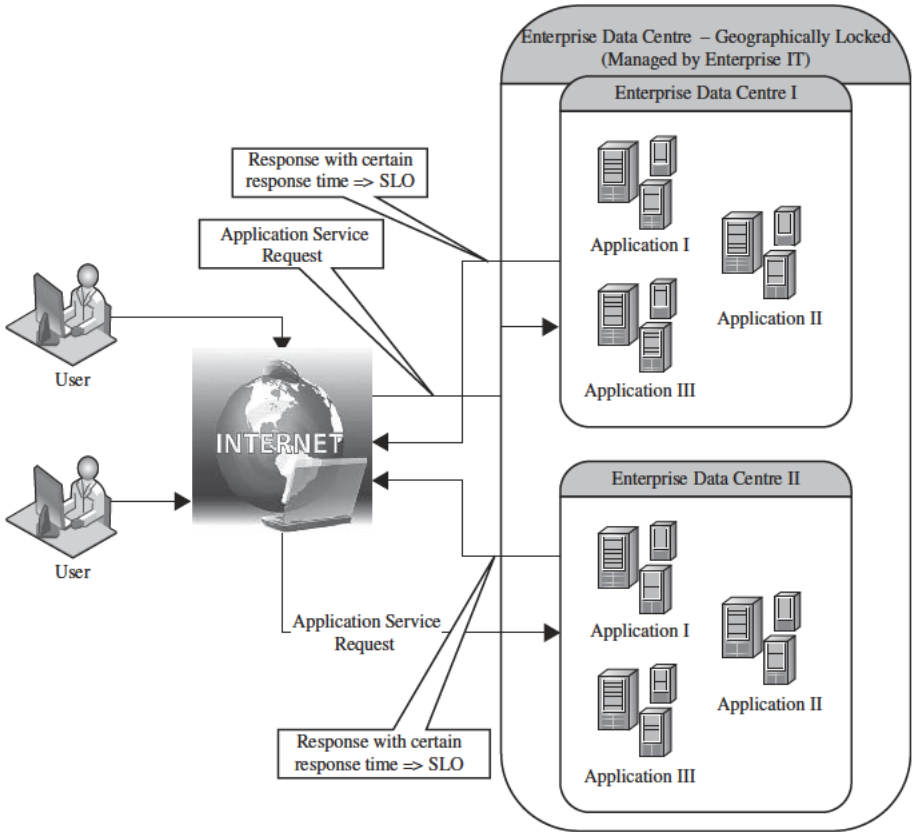 Enterprise Data Centre – Geographically Locked
(Managed by Enterprise IT)
Enterprise Data Centre I
Response with certain
response time => SLO
Application Service
Request
Application I
Application II
Application III
User
INTERNET
User
Enterprise Data Centre II
Application I
Application II
Application III
Application Service
Request
Response with certain
response time => SLO